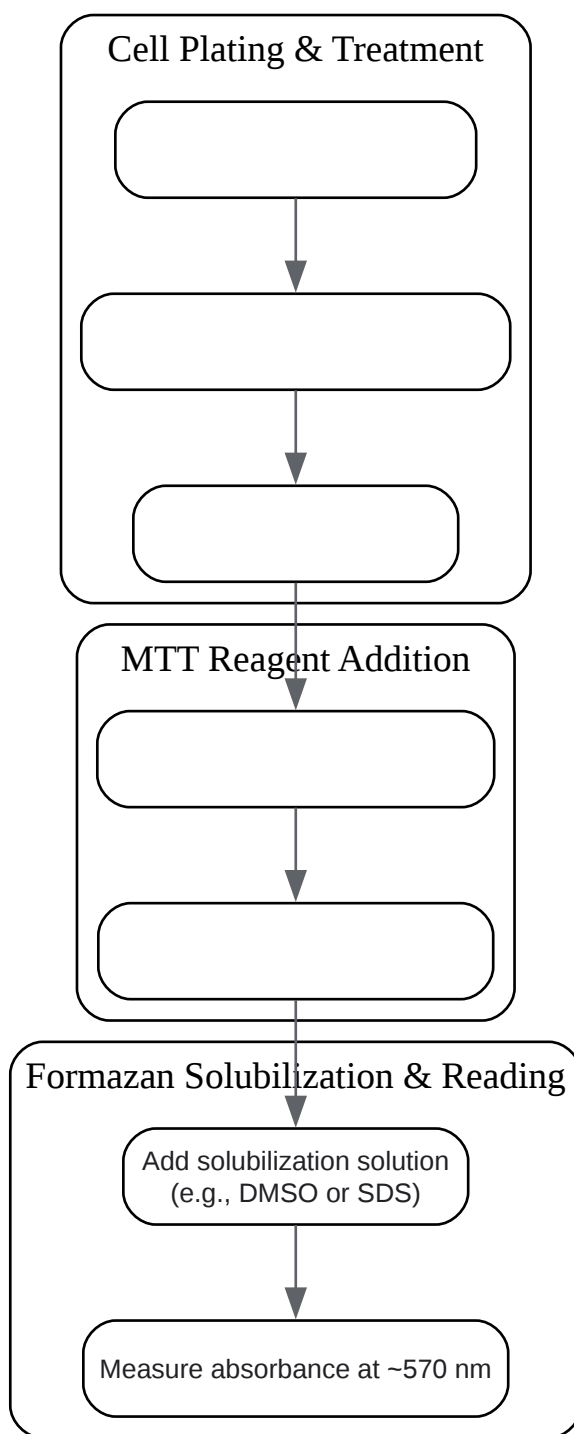 Cell Plating & Treatment
MTT Reagent Addition
Formazan Solubilization & Reading
Add solubilization solution
(e.g., DMSO or SDS)
Measure absorbance at ~570 nm